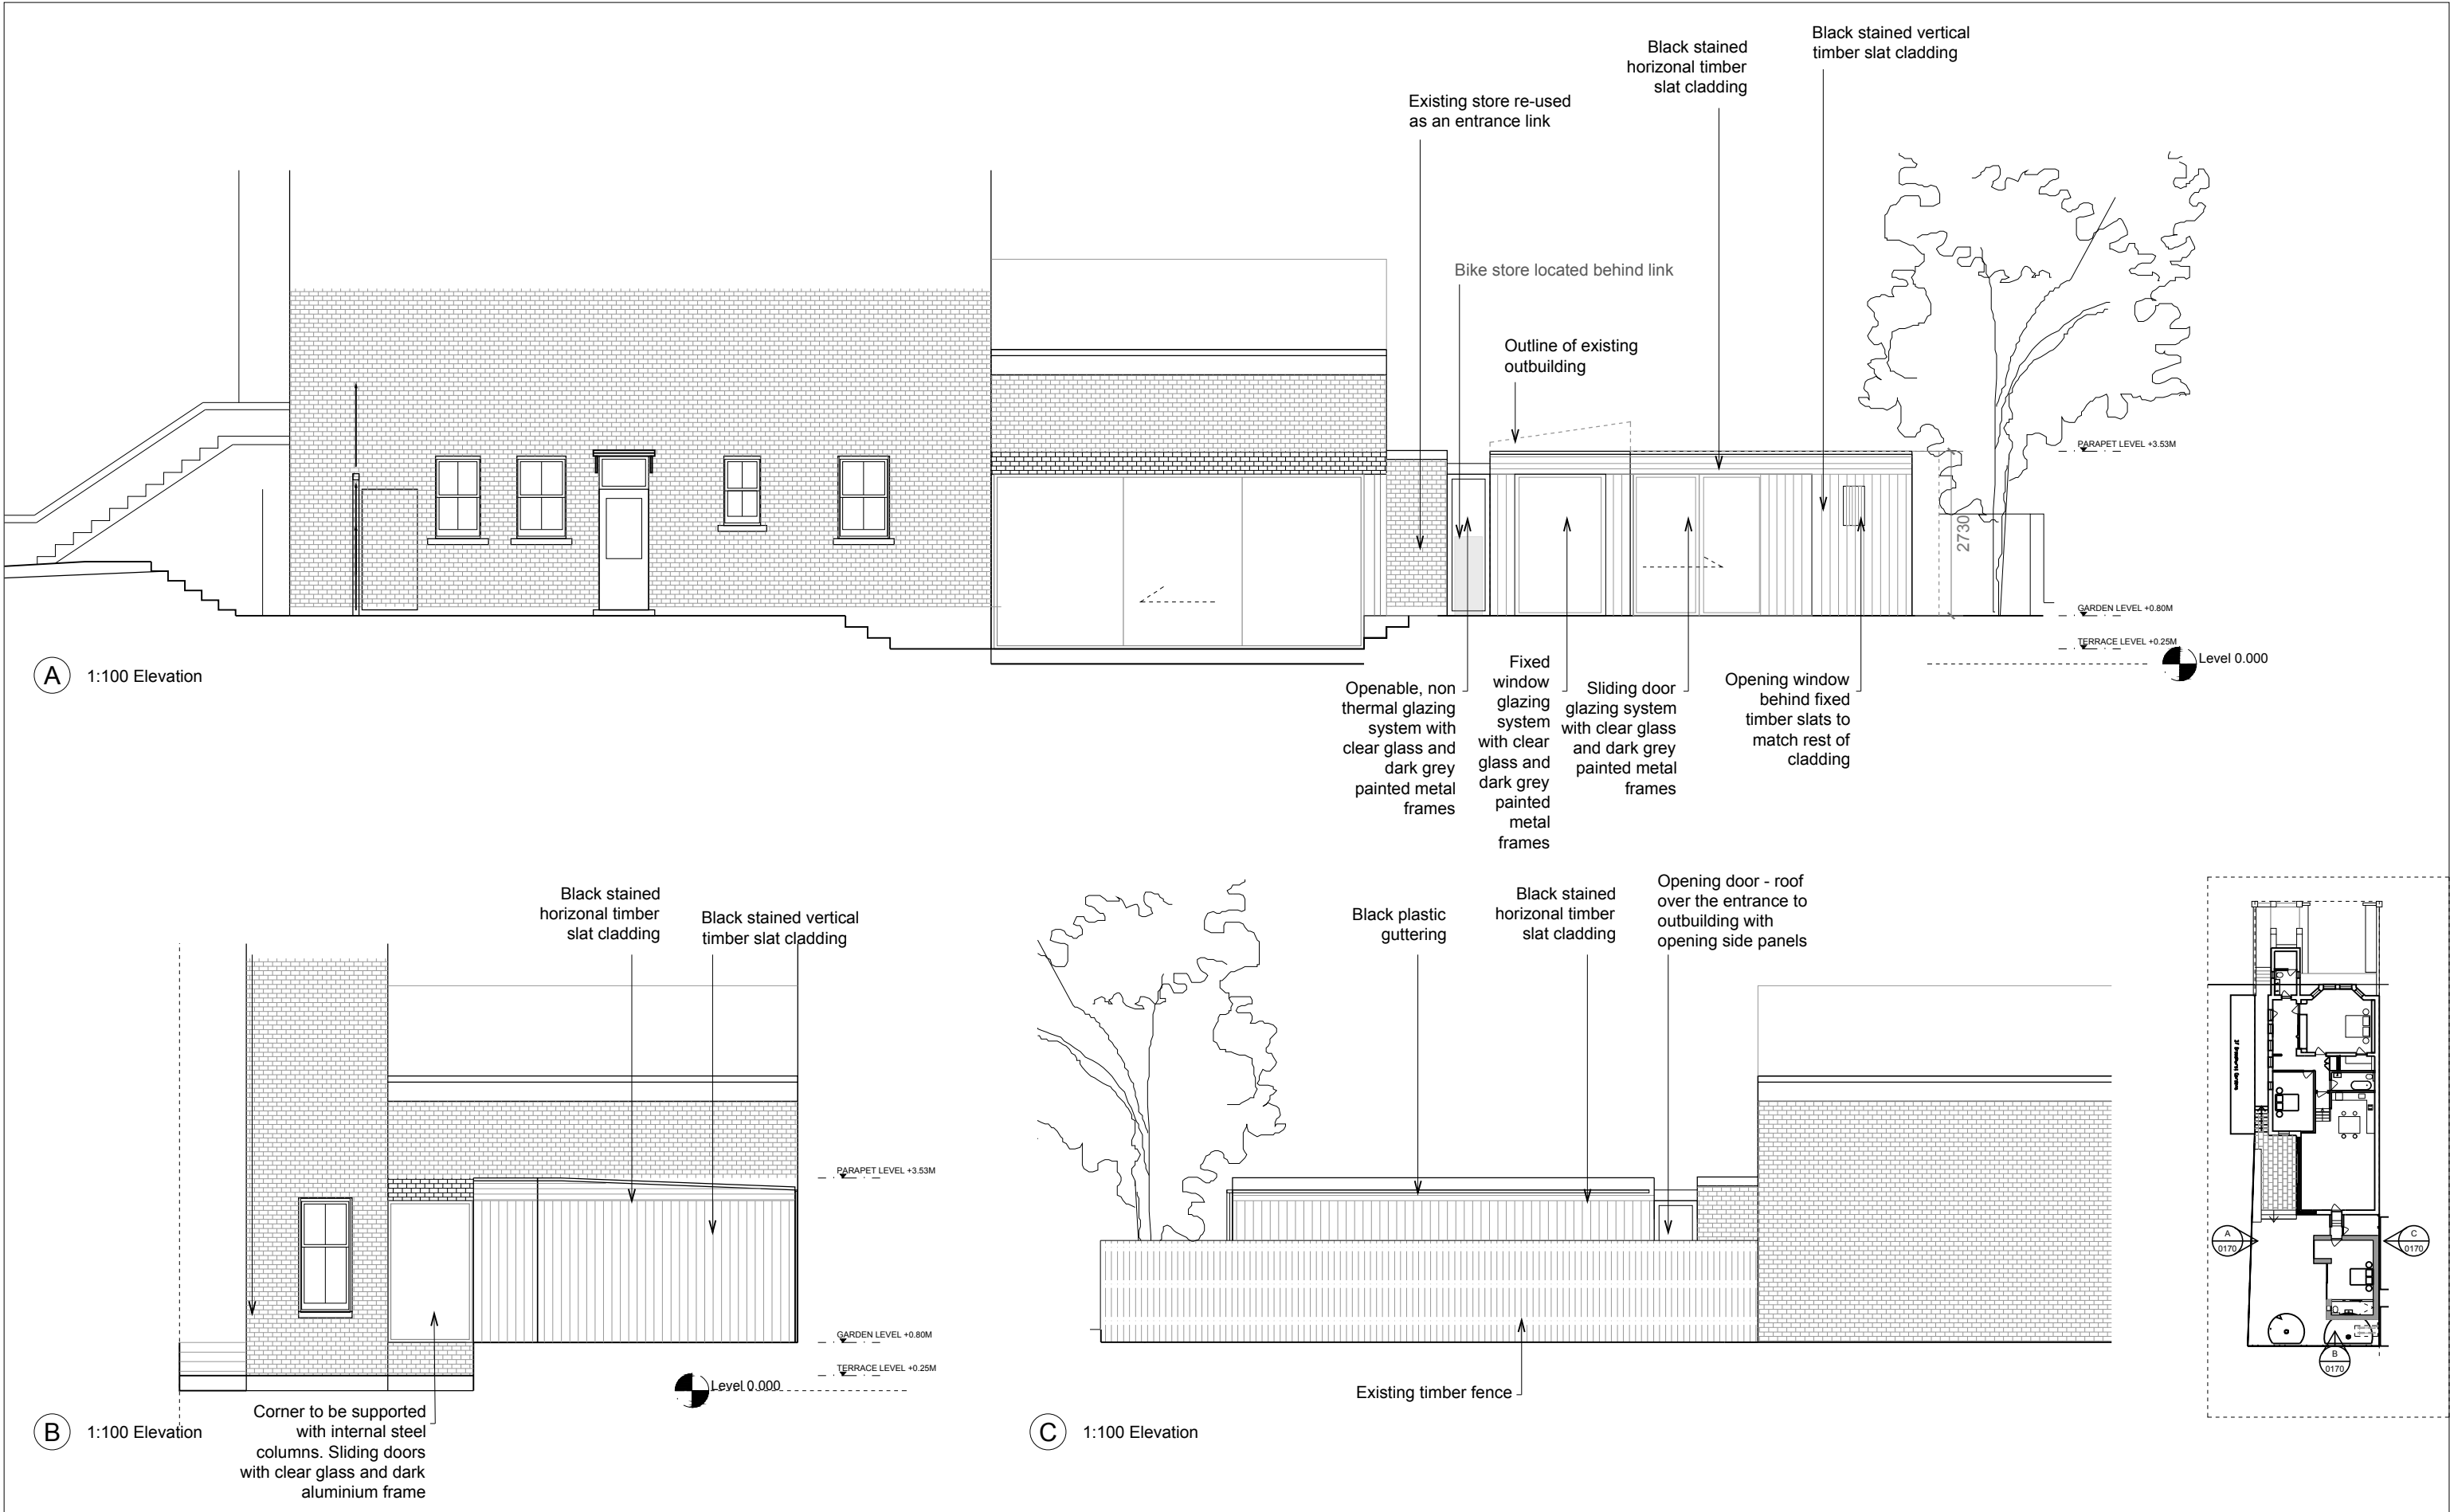 Black stained
horizonal timber
slat cladding
Black stained vertical
timber slat cladding
Existing store re-used
as an entrance link
Bike store located behind link
Outline of existing
outbuilding
PARAPET LEVEL +3.53M
2730
GARDEN LEVEL +0.80M
TERRACE LEVEL +0.25M
Level 0.000
A
1:100 Elevation
Openable, non
thermal glazing
system with
clear glass and
dark grey
painted metal
frames
Fixed
window
glazing
system
with clear
glass and
dark grey
painted
metal
frames
Sliding door
glazing system
with clear glass
and dark grey
painted metal
frames
Opening window
behind fixed
timber slats to
match rest of
cladding
Black stained
horizonal timber
slat cladding
Black stained vertical
timber slat cladding
PARAPET LEVEL +3.53M
GARDEN LEVEL +0.80M
TERRACE LEVEL +0.25M
Level 0.000
B
1:100 Elevation
Corner to be supported
with internal steel
columns. Sliding doors
with clear glass and dark
aluminium frame
Black plastic
guttering
Black stained
horizonal timber
slat cladding
Opening door - roof
over the entrance to
outbuilding with
opening side panels
Existing timber fence
C
1:100 Elevation
A
0170
C
0170
B
0170